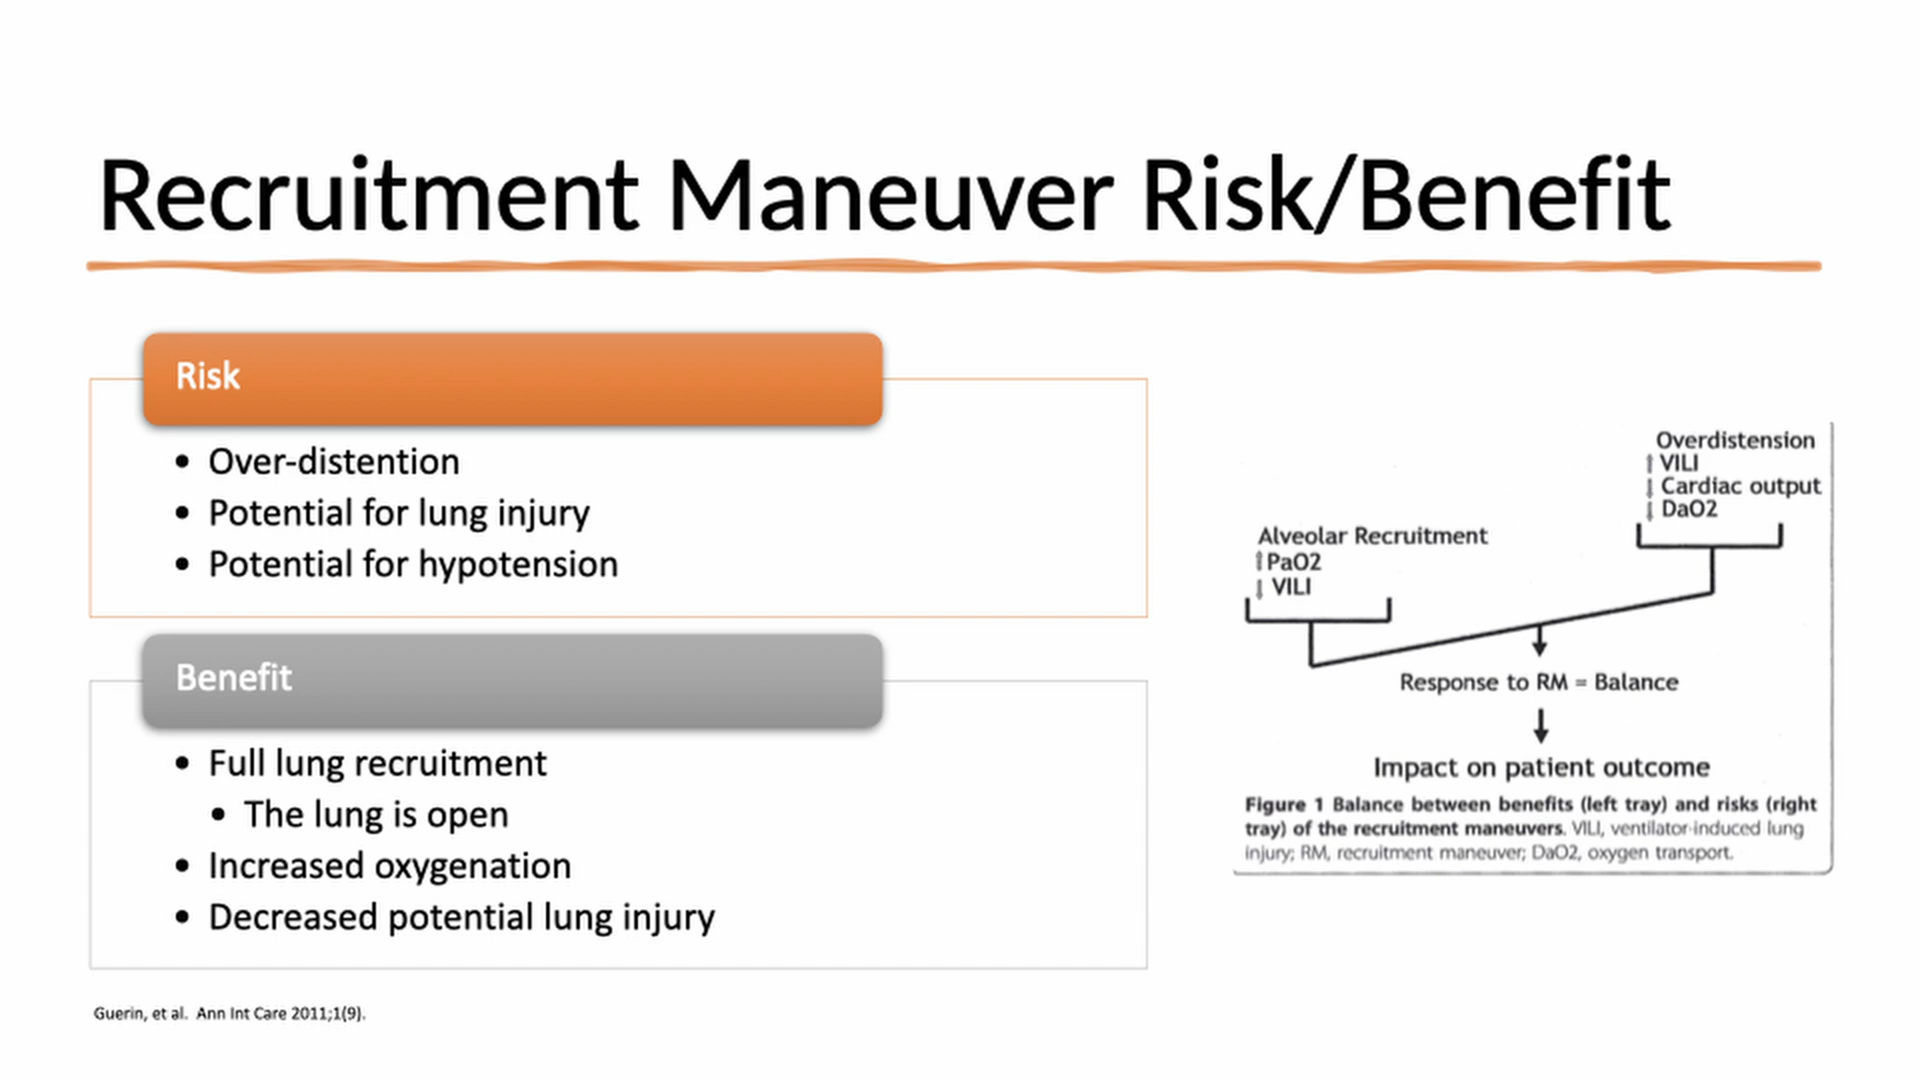 Recruitment Maneuver Risk/Benefit
Risk
• Over-distention
• Potential for lung injury
• Potential for hypotension
Benefit
• Full lung recruitment
• The lung is open
• Increased oxygenation
• Decreased potential lung injury
Overdistension
↑ VILI
↓ Cardiac output
↓ DaO2
Alveolar Recruitment
↑ PaO2
↓ VILI
Response to RM = Balance
Impact on patient outcome
Figure 1 Balance between benefits (left tray) and risks (right
tray) of the recruitment maneuvers. VILI, ventilator-induced lung
injury; RM, recruitment maneuver; DaO2, oxygen transport.
Guerin, et al. Ann Int Care 2011;1(9).